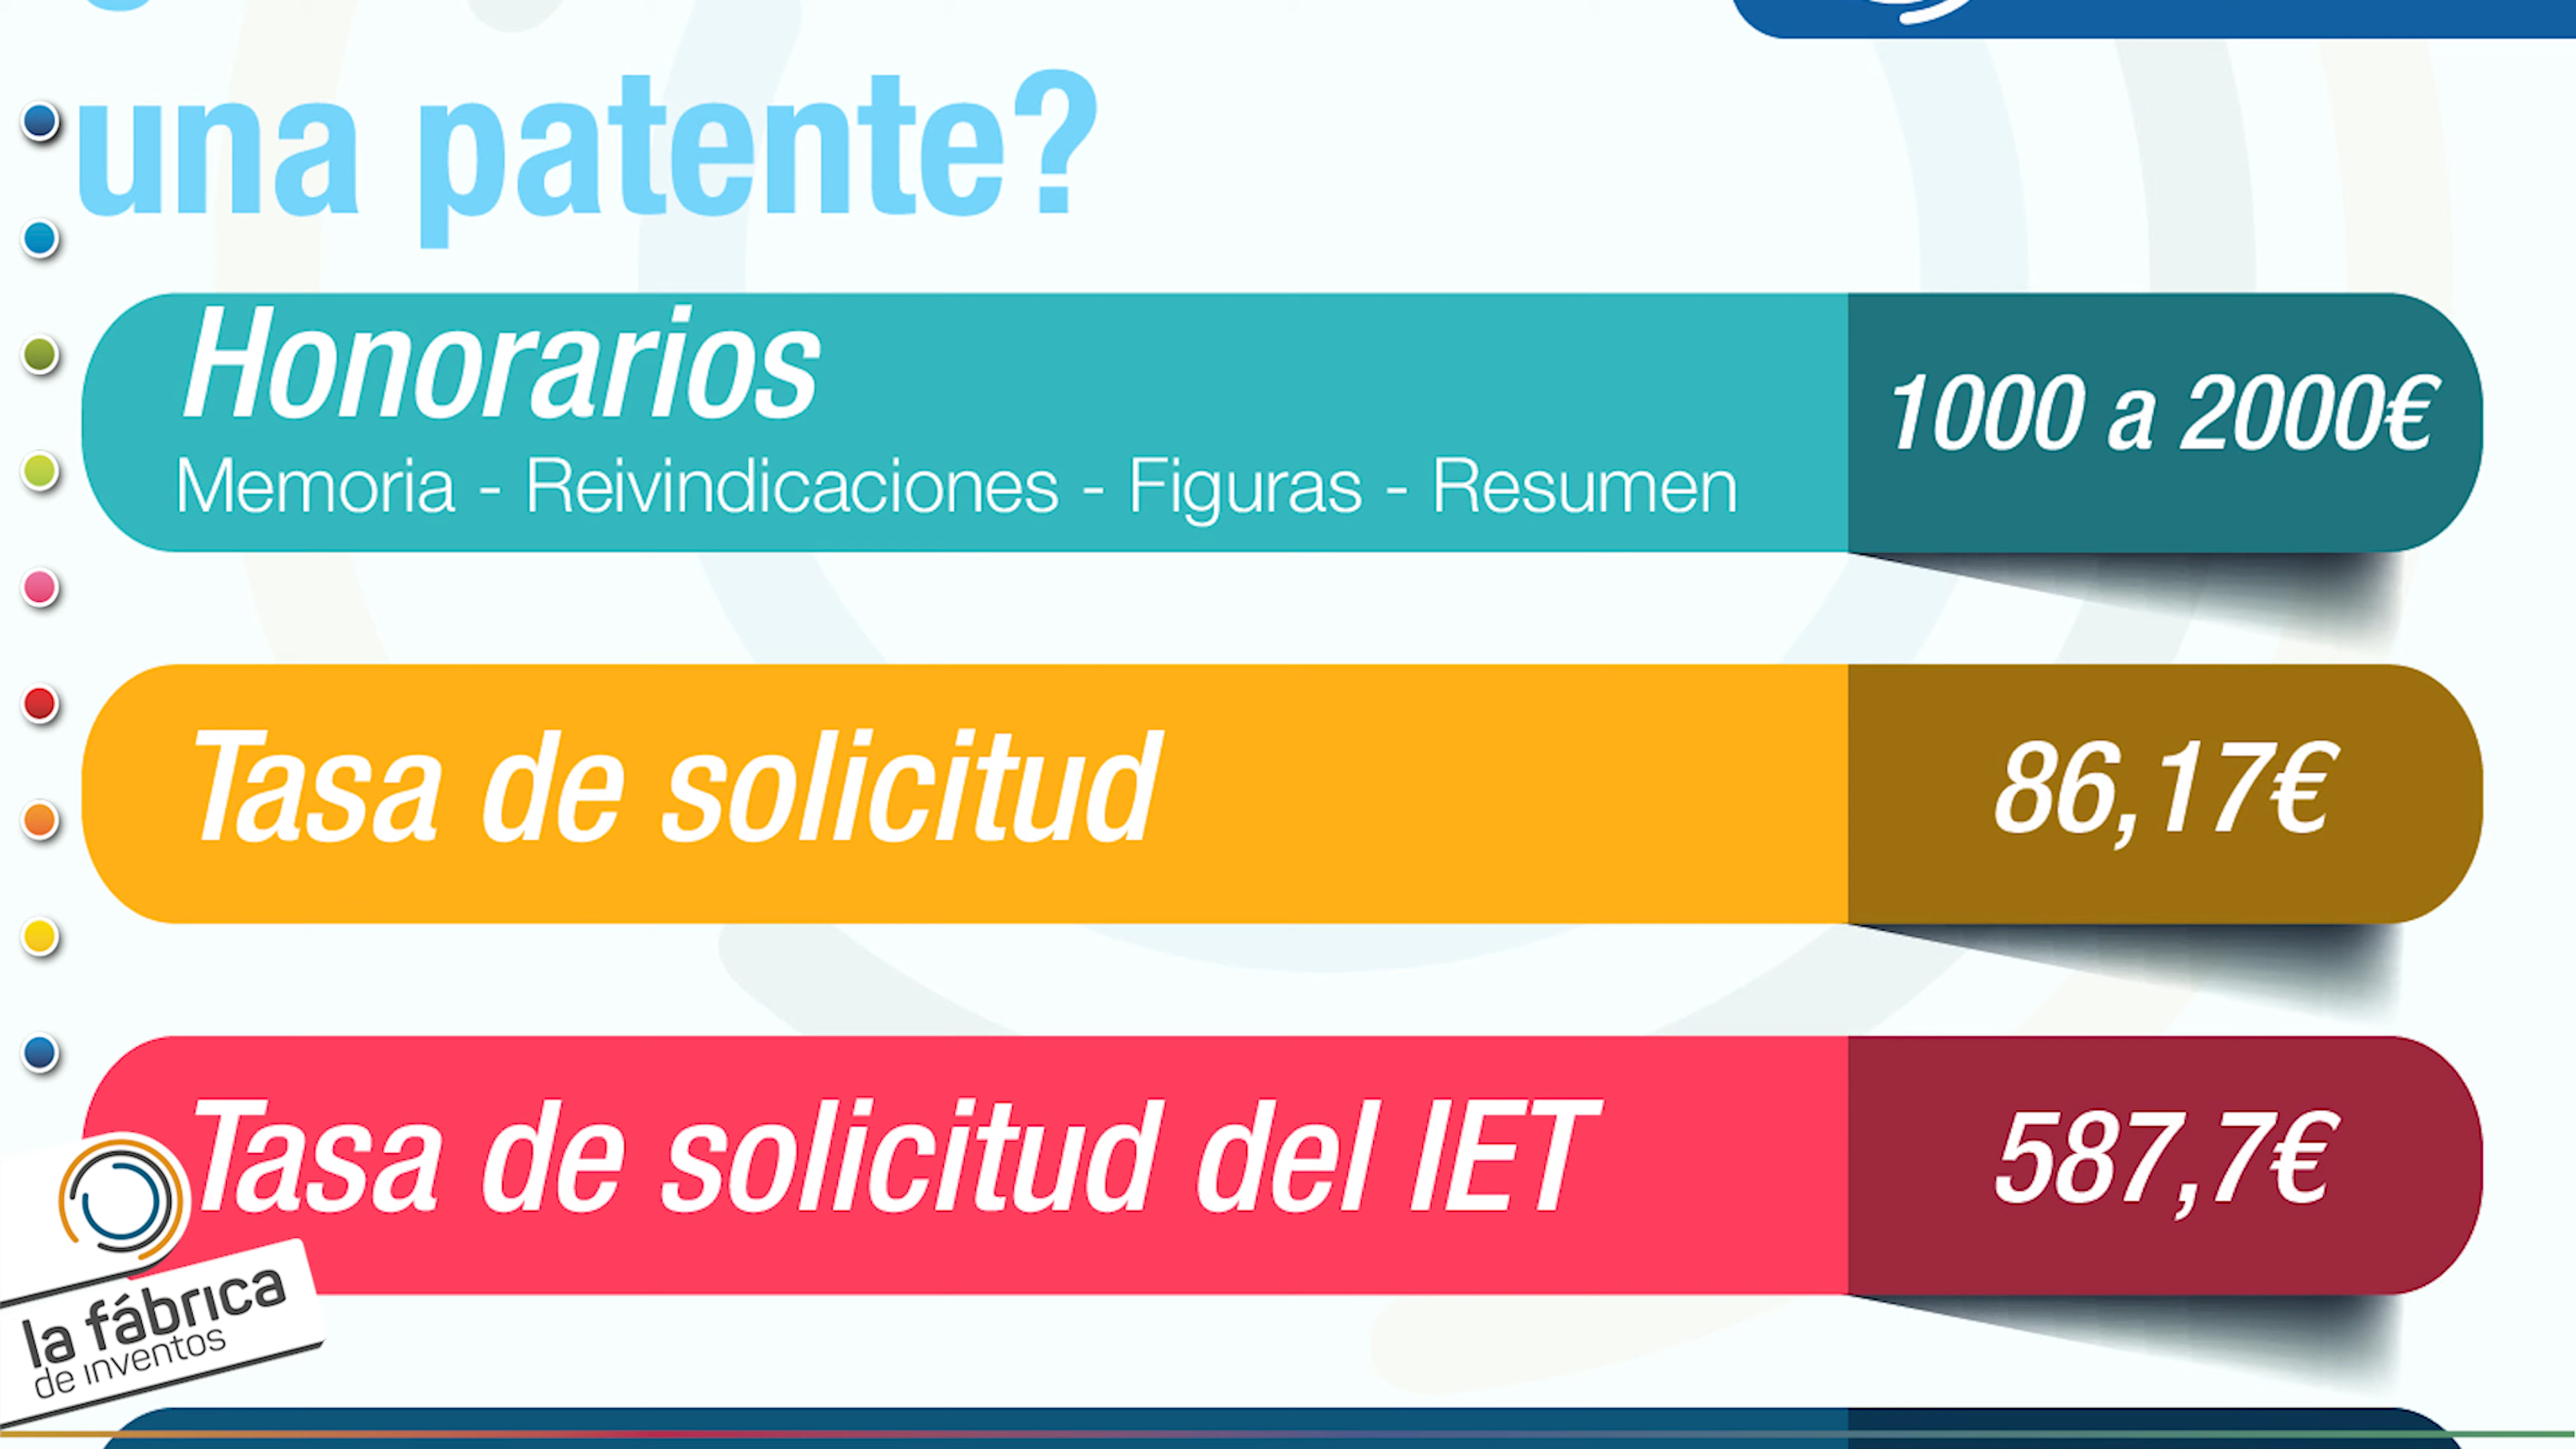 una patente?
Honorarios
Memoria - Reivindicaciones - Figuras - Resumen
1000 a 2000€
Tasa de solicitud
86,17€
Tasa de solicitud del IET
587,7€
la fábrica
de inventos